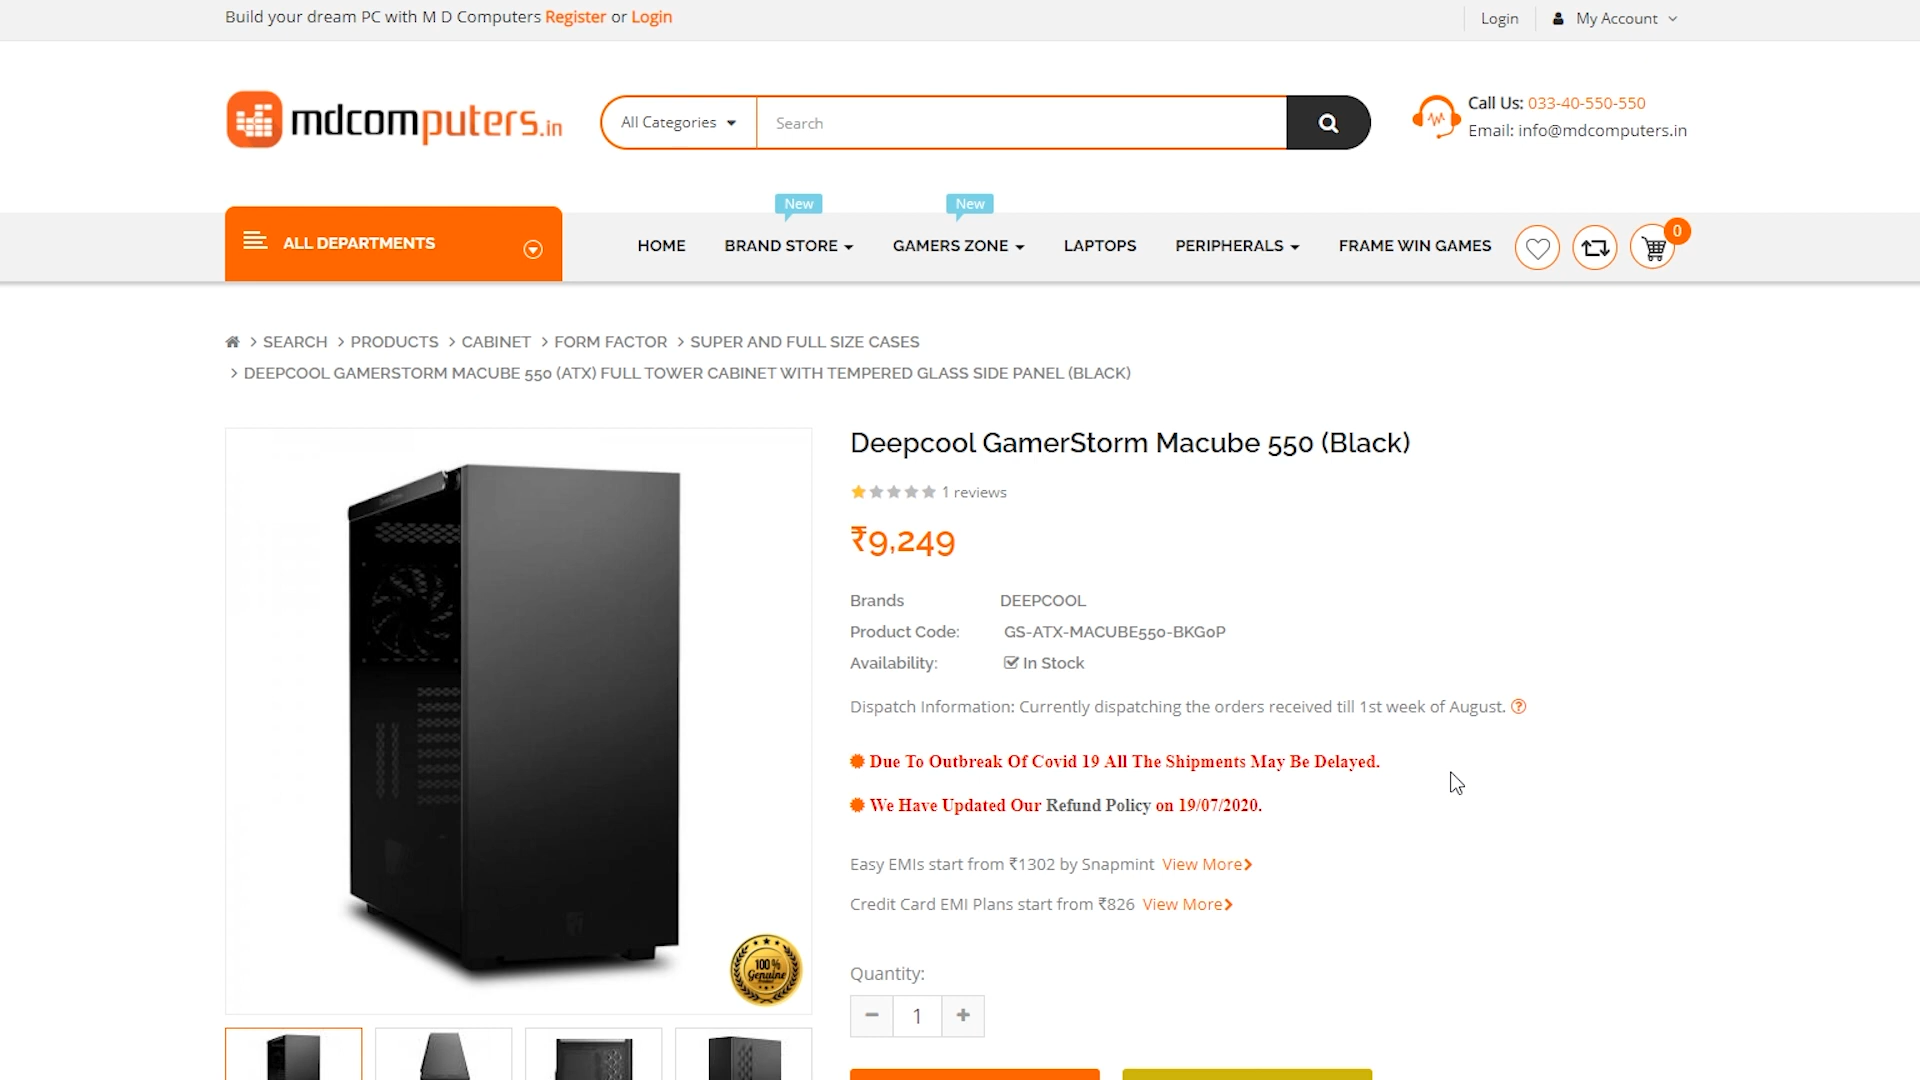 Build your dream PC with M D Computers Register or Login
Login
My Account
mdcomputers.in
All Categories
Search
Call Us: 033-40-550-550
Email: info@mdcomputers.in
New
New
ALL DEPARTMENTS
HOME
BRAND STORE
GAMERS ZONE
LAPTOPS
PERIPHERALS
FRAME WIN GAMES
0
> SEARCH > PRODUCTS > CABINET > FORM FACTOR > SUPER AND FULL SIZE CASES
> DEEPCOOL GAMERSTORM MACUBE 550 (ATX) FULL TOWER CABINET WITH TEMPERED GLASS SIDE PANEL (BLACK)
Deepcool GamerStorm Macube 550 (Black)
1 reviews
₹9,249
Brands DEEPCOOL
Product Code: GS-ATX-MACUBE550-BKG0P
Availability: In Stock
Dispatch Information: Currently dispatching the orders received till 1st week of August.
Due To Outbreak Of Covid 19 All The Shipments May Be Delayed.
We Have Updated Our Refund Policy on 19/07/2020.
Easy EMIs start from ₹1302 by Snapmint View More
Credit Card EMI Plans start from ₹826 View More
100%
Genuine
Quantity:
− 1 +